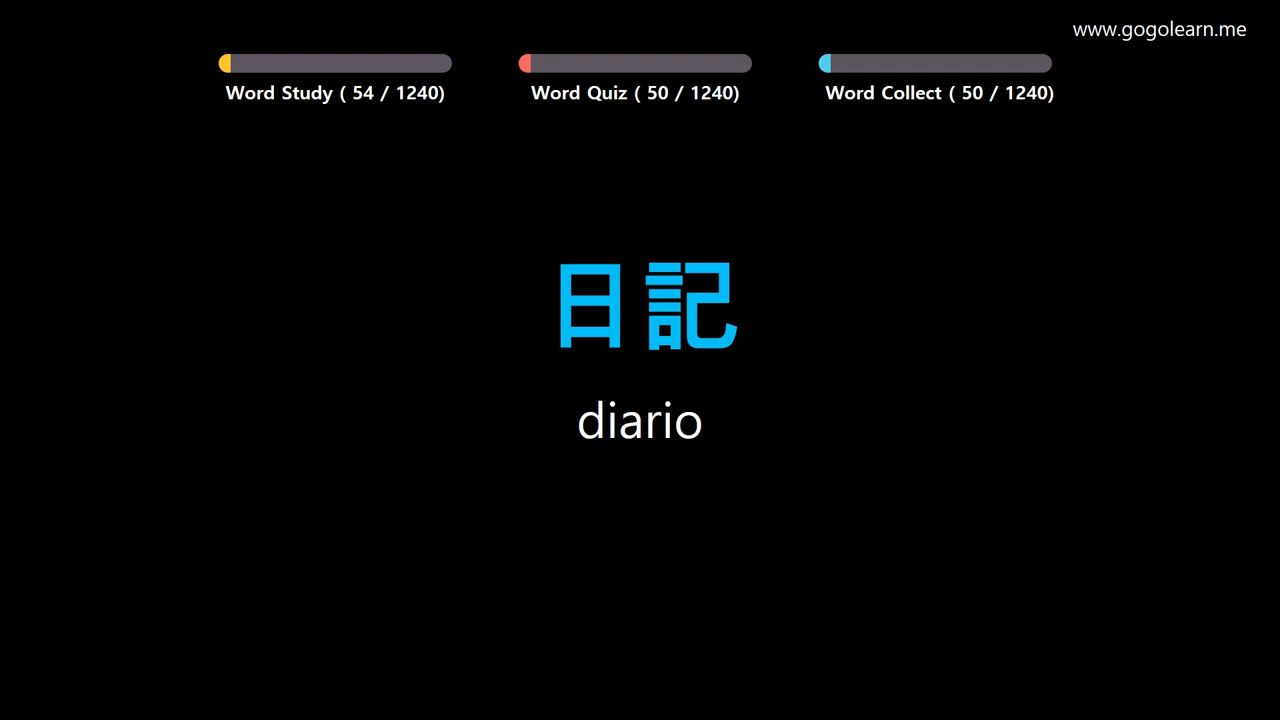 www.gogolearn.me
Word Study ( 54 / 1240)
Word Quiz ( 50 / 1240)
Word Collect ( 50 / 1240)
日記
diario